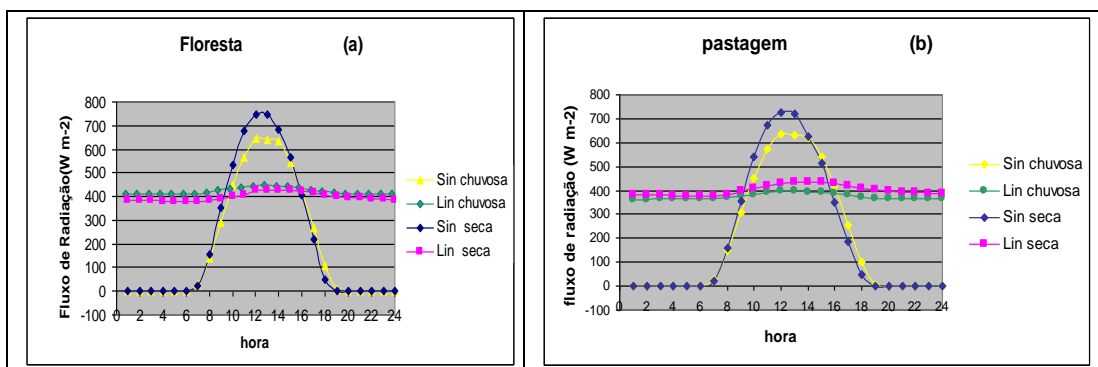 Floresta (a)
Fluxo de Radiação(W m-2)
800
700
600
500
400
300
200
100
0
-100
0 2 4 6 8 10 12 14 16 18 20 22 24
hora
Sin chuvosa
Lin chuvosa
Sin seca
Lin seca
pastagem (b)
fluxo de radiação (W m-2)
800
700
600
500
400
300
200
100
0
-100
0 2 4 6 8 10 12 14 16 18 20 22 24
hora
Sin chuvosa
Lin chuvosa
Sin seca
Lin seca